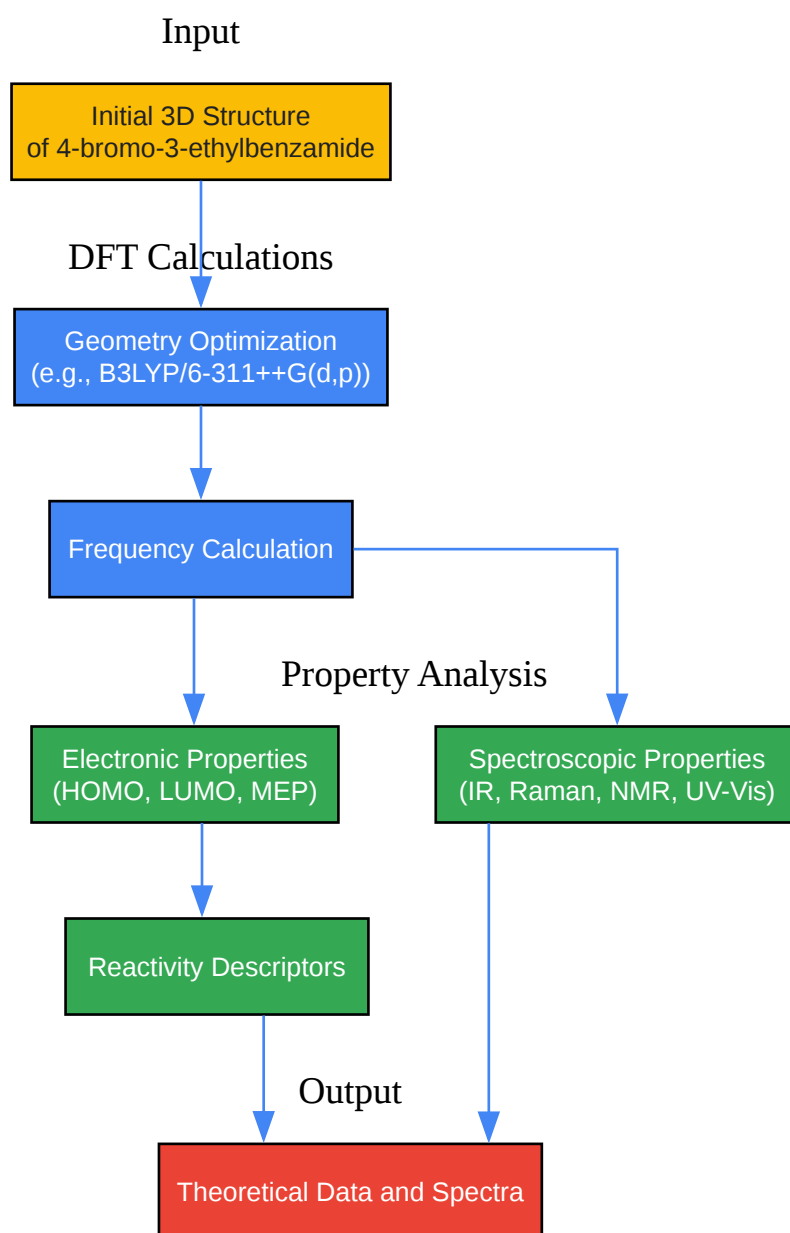 Input
Initial 3D Structure
of 4-bromo-3-ethylbenzamide
DFT Calculations
Geometry Optimization
(e.g., B3LYP/6-311++G(d,p))
Frequency Calculation
Property Analysis
Electronic Properties
(HOMO, LUMO, MEP)
Spectroscopic Properties
(IR, Raman, NMR, UV-Vis)
Reactivity Descriptors
Output
Theoretical Data and Spectra